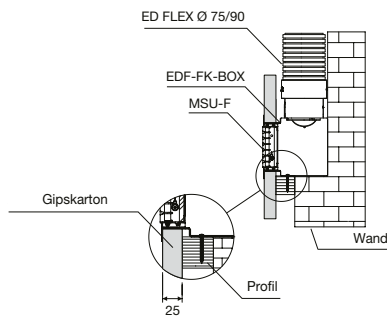 ED FLEX Ø 75/90
EDF-FK-BOX
MSU-F
Gipskarton
Wand
Profil
25